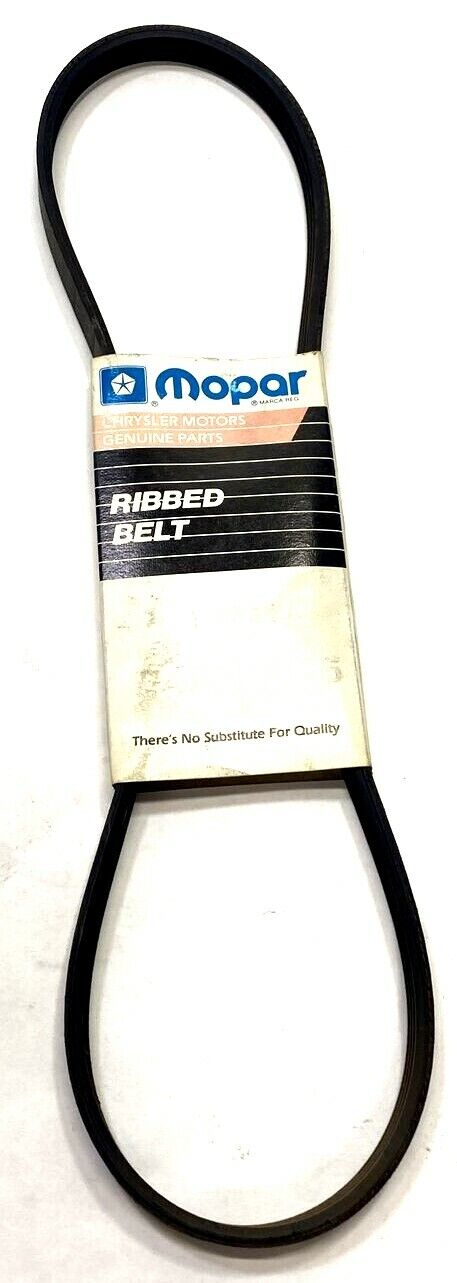 ® Mopar
® MARCA REG
CHRYSLER MOTORS
GENUINE PARTS
RIBBED
BELT
There's No Substitute For Quality